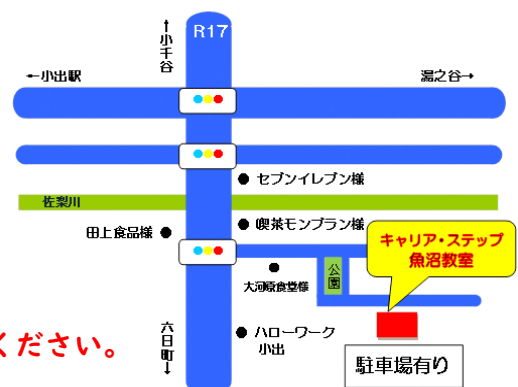 ↑小千谷
R17
←小出駅
湯之谷→
セブンイレブン様
佐梨川
田上食品様
喫茶モンブラン様
キャリア・ステップ
魚沼教室
公園
大河原食堂様
六日町↓
ハローワーク
小出
ください。
駐車場有り